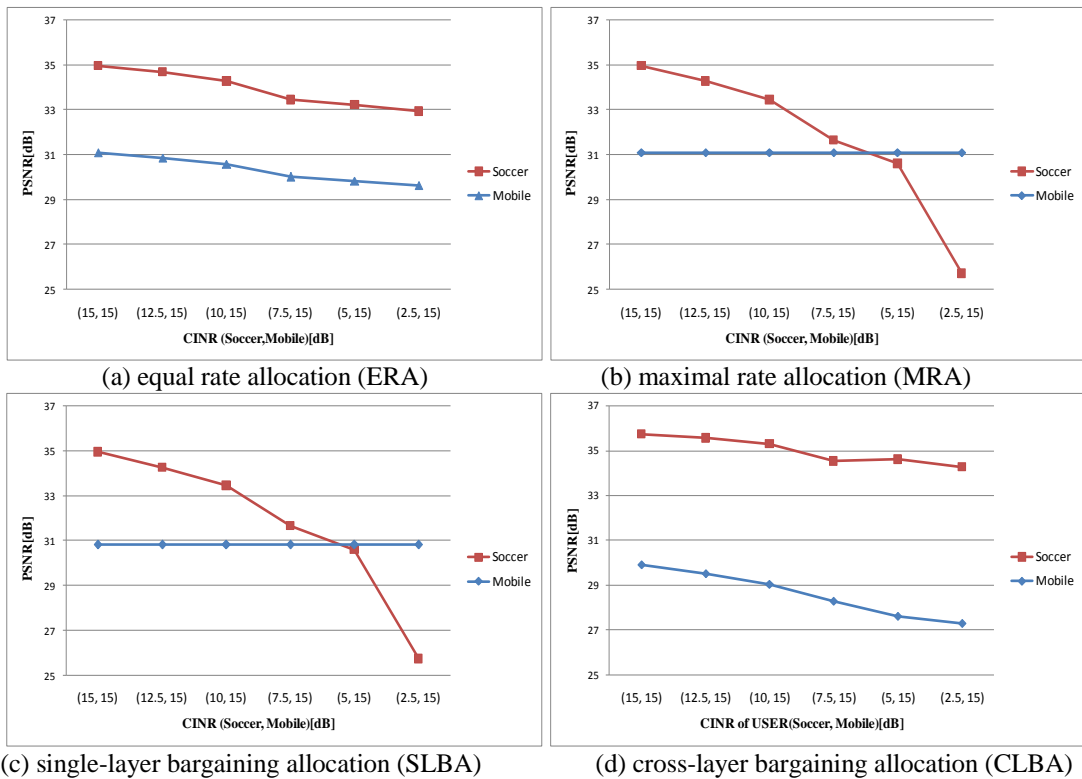 37
35
33
31
29
27
25
PSNR[dB]
(15, 15) (12.5, 15) (10, 15) (7.5, 15) (5, 15) (2.5, 15)
CINR (Soccer,Mobile)[dB]
Soccer
Mobile
(a) equal rate allocation (ERA)
37
35
33
31
29
27
25
PSNR[dB]
(15, 15) (12.5, 15) (10, 15) (7.5, 15) (5, 15) (2.5, 15)
CINR (Soccer, Mobile)[dB]
Soccer
Mobile
(b) maximal rate allocation (MRA)
37
35
33
31
29
27
25
PSNR[dB]
(15, 15) (12.5, 15) (10, 15) (7.5, 15) (5, 15) (2.5, 15)
CINR (Soccer, Mobile)[dB]
Soccer
Mobile
(c) single-layer bargaining allocation (SLBA)
37
35
33
31
29
27
25
PSNR[dB]
(15, 15) (12.5, 15) (10, 15) (7.5, 15) (5, 15) (2.5, 15)
CINR of USER(Soccer, Mobile)[dB]
Soccer
Mobile
(d) cross-layer bargaining allocation (CLBA)